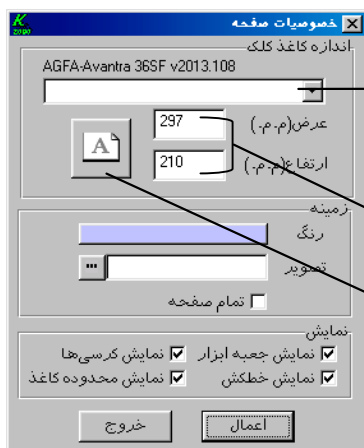 خصوصیات صفحه
K
2000
اندازه کاغذ کلک
AGFA-Avantra 36SF v2013.108
عرض(م.م.) 297
A
ارتفاع(م.م.) 210
زمینه
رنگ
تصویر ...
تمام صفحه
نمایش
نمایش جعبه ابزار نمایش کرسی‌ها
نمایش خطکش نمایش محدوده کاغذ
اعمال خروج